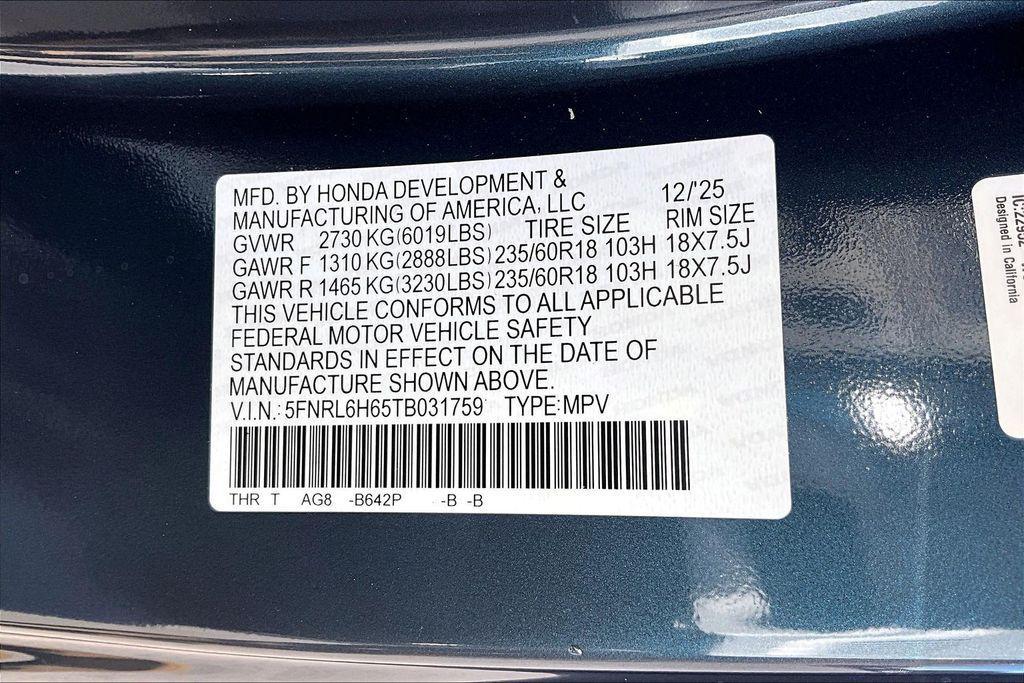 MFD. BY HONDA DEVELOPMENT & 12/'25
MANUFACTURING OF AMERICA, LLC
GVWR 2730 KG(6019LBS) TIRE SIZE RIM SIZE
GAWR F 1310 KG(2888LBS) 235/60R18 103H 18X7.5J
GAWR R 1465 KG(3230LBS) 235/60R18 103H 18X7.5J
THIS VEHICLE CONFORMS TO ALL APPLICABLE
FEDERAL MOTOR VEHICLE SAFETY
STANDARDS IN EFFECT ON THE DATE OF
MANUFACTURE SHOWN ABOVE.
V.I.N.: 5FNRL6H65TB031759 TYPE:MPV
THR T AG8 -B642P -B -B
Designed in California